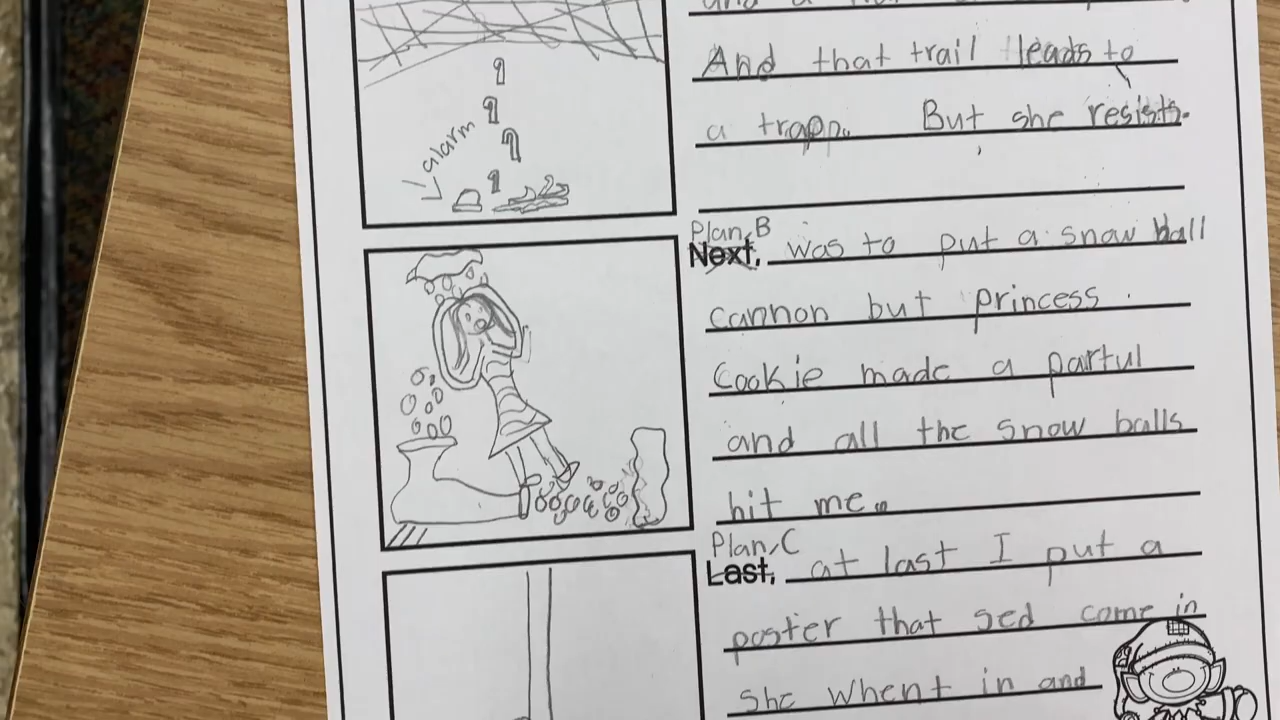 And that trail leads to
a trapp. But she resists.
alarm
Plan, B
Next, was to put a snow ball
cannon but princess
Cookie made a partul
and all the snow balls
hit me.
Plan, C
Last, at last I put a
poster that sed come in
she whent in and